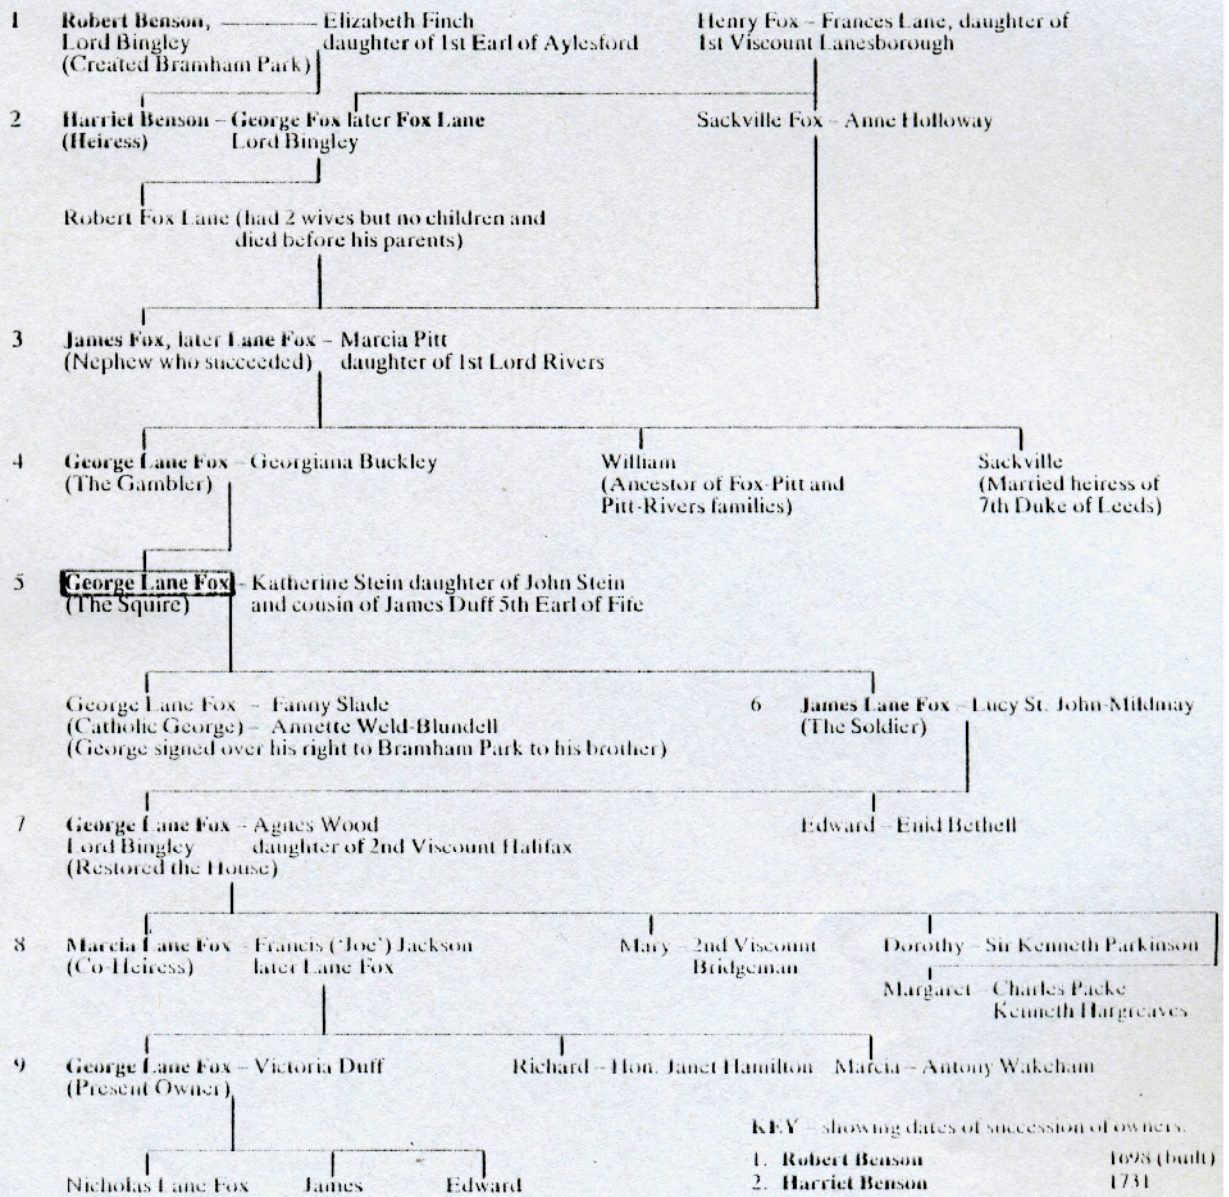 1 Robert Benson, Elizabeth Finch Henry Fox – Frances Lane, daughter of
Lord Bingley daughter of 1st Earl of Aylesford 1st Viscount Lanesborough
(Created Bramham Park)
2 Harriet Benson – George Fox later Fox Lane Sackville Fox – Anne Holloway
(Heiress) Lord Bingley
Robert Fox Lane (had 2 wives but no children and
died before his parents)
3 James Fox, later Lane Fox – Marcia Pitt
(Nephew who succeeded) daughter of 1st Lord Rivers
4 George Lane Fox – Georgiana Buckley William Sackville
(The Gambler) (Ancestor of Fox-Pitt and (Married heiress of
Pitt-Rivers families) 7th Duke of Leeds)
5 George Lane Fox – Katherine Stein daughter of John Stein
(The Squire) and cousin of James Duff 5th Earl of Fife
George Lane Fox – Fanny Slade 6 James Lane Fox – Lucy St. John-Mildmay
(Catholic George) – Annette Weld-Blundell (The Soldier)
(George signed over his right to Bramham Park to his brother)
7 George Lane Fox – Agnes Wood Edward – Enid Bethell
Lord Bingley daughter of 2nd Viscount Halifax
(Restored the House)
8 Marcia Lane Fox – Francis ('Joe') Jackson Mary – 2nd Viscount Dorothy – Sir Kenneth Parkinson
(Co-Heiress) later Lane Fox Bridgeman
Margaret – Charles Packe
Kenneth Hargreaves
9 George Lane Fox – Victoria Duff Richard – Hon. Janet Hamilton Marcia – Antony Wakeham
(Present Owner)
Nicholas Lane Fox James Edward
KEY – showing dates of succession of owners.
1. Robert Benson 1698 (built)
2. Harriet Benson 1731